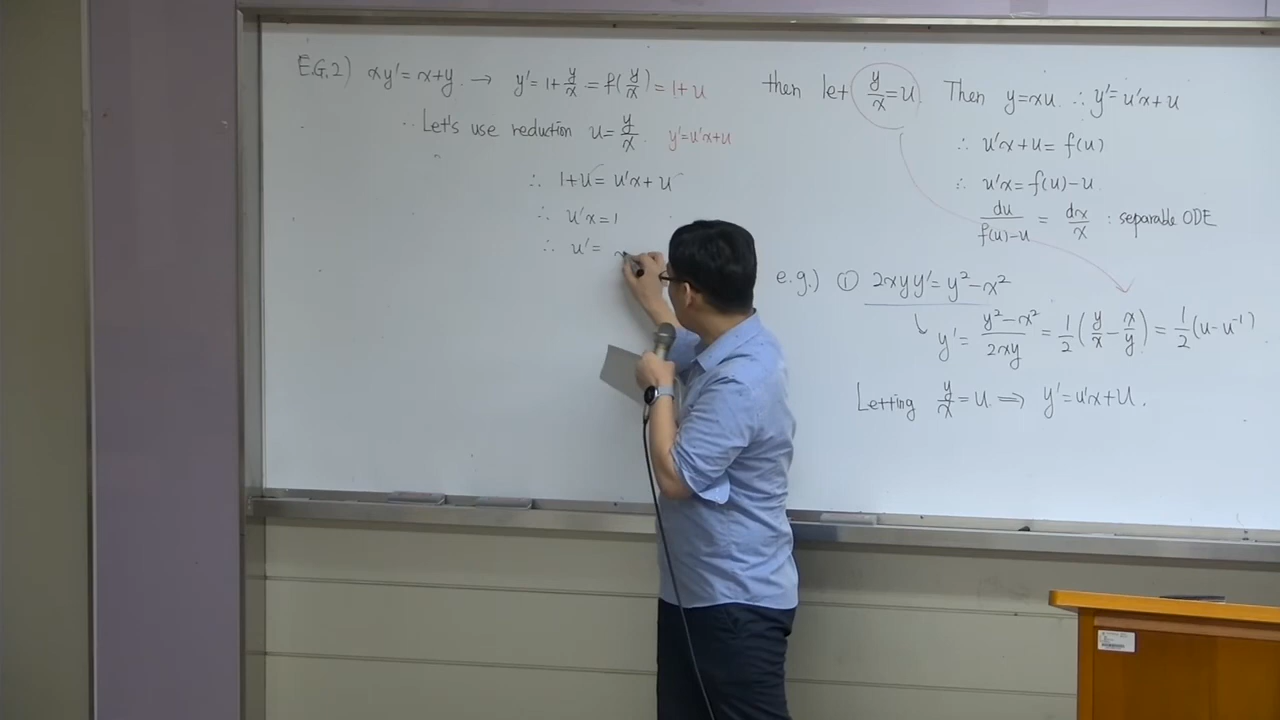 E.G. 2) xy' = x+y. → y' = 1+ y/x = f(y/x) = 1+u
Let's use reduction u = y/x. y' = u'x+u
∴ 1+u = u'x+u
∴ u'x = 1
∴ u' = x
then let y/x = u. Then y = xu. ∴ y' = u'x+u
∴ u'x+u = f(u)
∴ u'x = f(u)-u
du/(f(u)-u) = dx/x : separable ODE
e.g.) ① 2xyy' = y²-x²
y' = (y²-x²)/2xy = 1/2 (y/x - x/y) = 1/2 (u-u⁻¹)
Letting y/x = u. ⟹ y' = u'x+u.